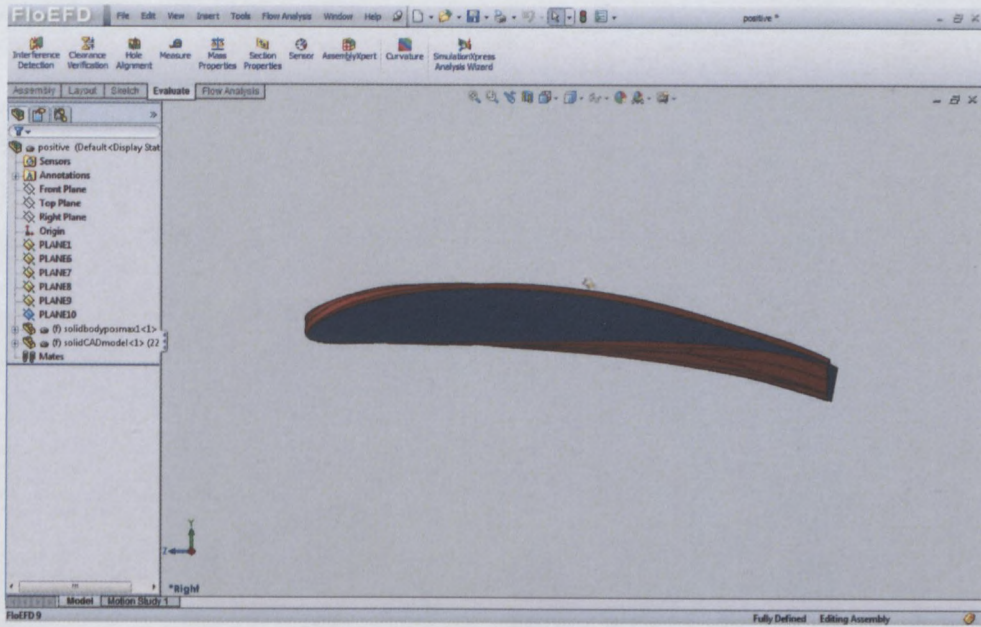 FloEFD File Edit View Insert Tools Flow Analysis Window Help positive *
Interference Detection
Clearance Verification
Hole Alignment
Measure
Mass Properties
Section Properties
Sensor
AssemblyXpert
Curvature
SimulationXpress Analysis Wizard
Assembly Layout Sketch Evaluate Flow Analysis
positive (Default<Display Stat
Sensors
Annotations
Front Plane
Top Plane
Right Plane
Origin
PLANE1
PLANE6
PLANE7
PLANE8
PLANE9
PLANE10
(f) solidbodyposmax1<1>
(f) solidCADmodel<1> (22
Mates
Y
Z
*Right
Model Motion Study 1
FloEFD 9 Fully Defined Editing Assembly